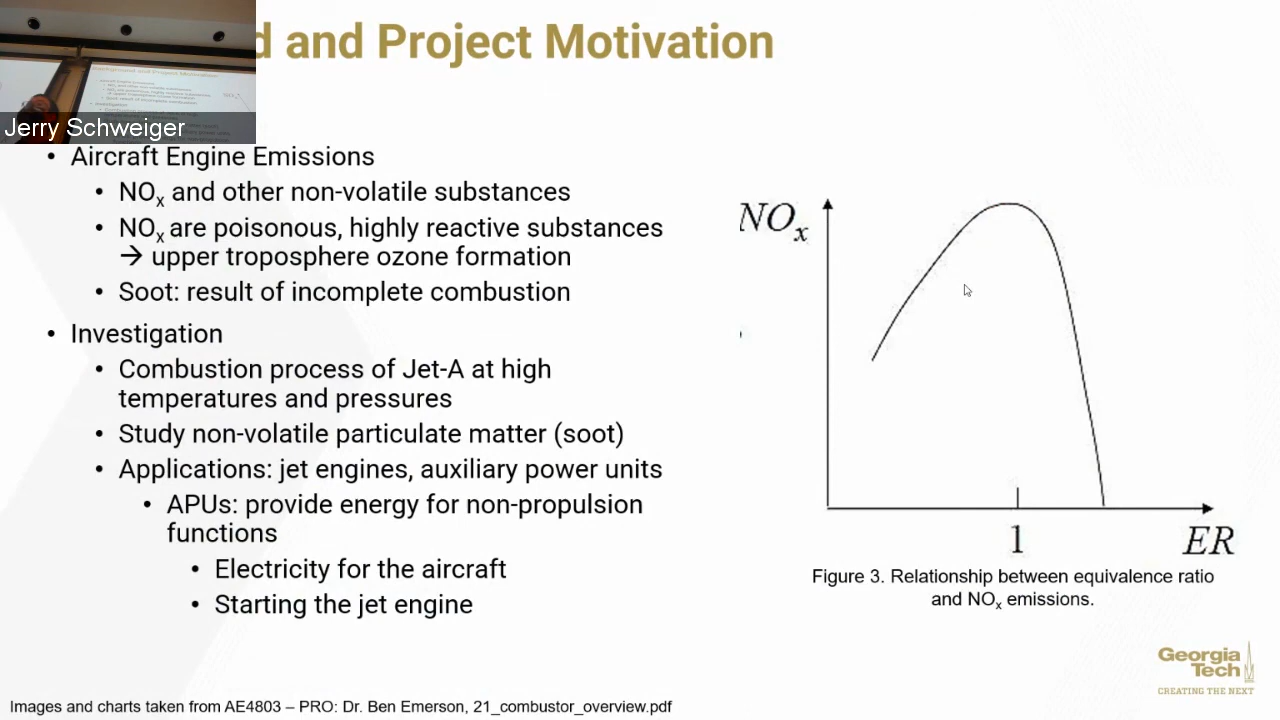 d and Project Motivation
Jerry Schweiger
• Aircraft Engine Emissions
• NOx and other non-volatile substances
• NOx are poisonous, highly reactive substances
→ upper troposphere ozone formation
• Soot: result of incomplete combustion
• Investigation
• Combustion process of Jet-A at high
temperatures and pressures
• Study non-volatile particulate matter (soot)
• Applications: jet engines, auxiliary power units
• APUs: provide energy for non-propulsion
functions
• Electricity for the aircraft
• Starting the jet engine
NOx
1
ER
Figure 3. Relationship between equivalence ratio
and NOx emissions.
Georgia
Tech
CREATING THE NEXT
Images and charts taken from AE4803 – PRO: Dr. Ben Emerson, 21_combustor_overview.pdf